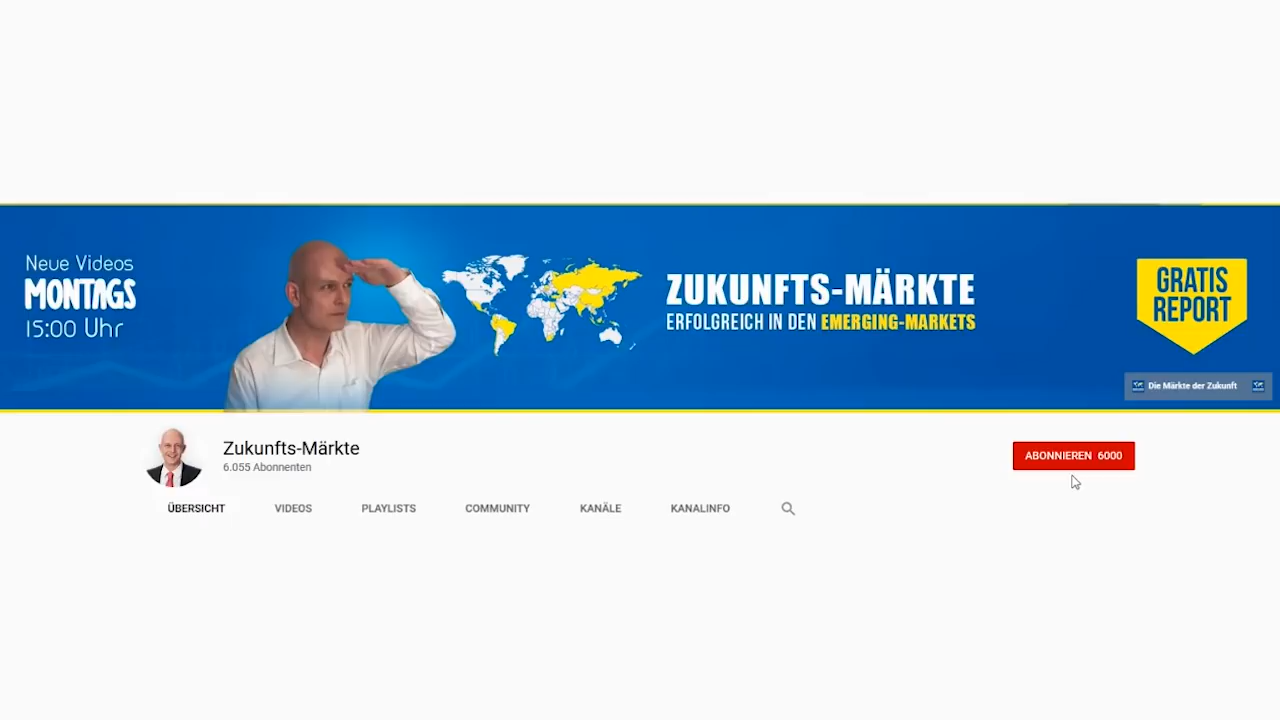 Neue Videos
MONTAGS
15:00 Uhr
ZUKUNFTS-MÄRKTE
ERFOLGREICH IN DEN EMERGING-MARKETS
GRATIS
REPORT
Die Märkte der Zukunft
Zukunfts-Märkte
6.055 Abonnenten
ABONNIEREN 6000
ÜBERSICHT VIDEOS PLAYLISTS COMMUNITY KANÄLE KANALINFO